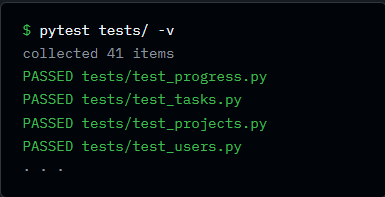 $ pytest tests/ -v
collected 41 items
PASSED tests/test_progress.py
PASSED tests/test_tasks.py
PASSED tests/test_projects.py
PASSED tests/test_users.py
. . .